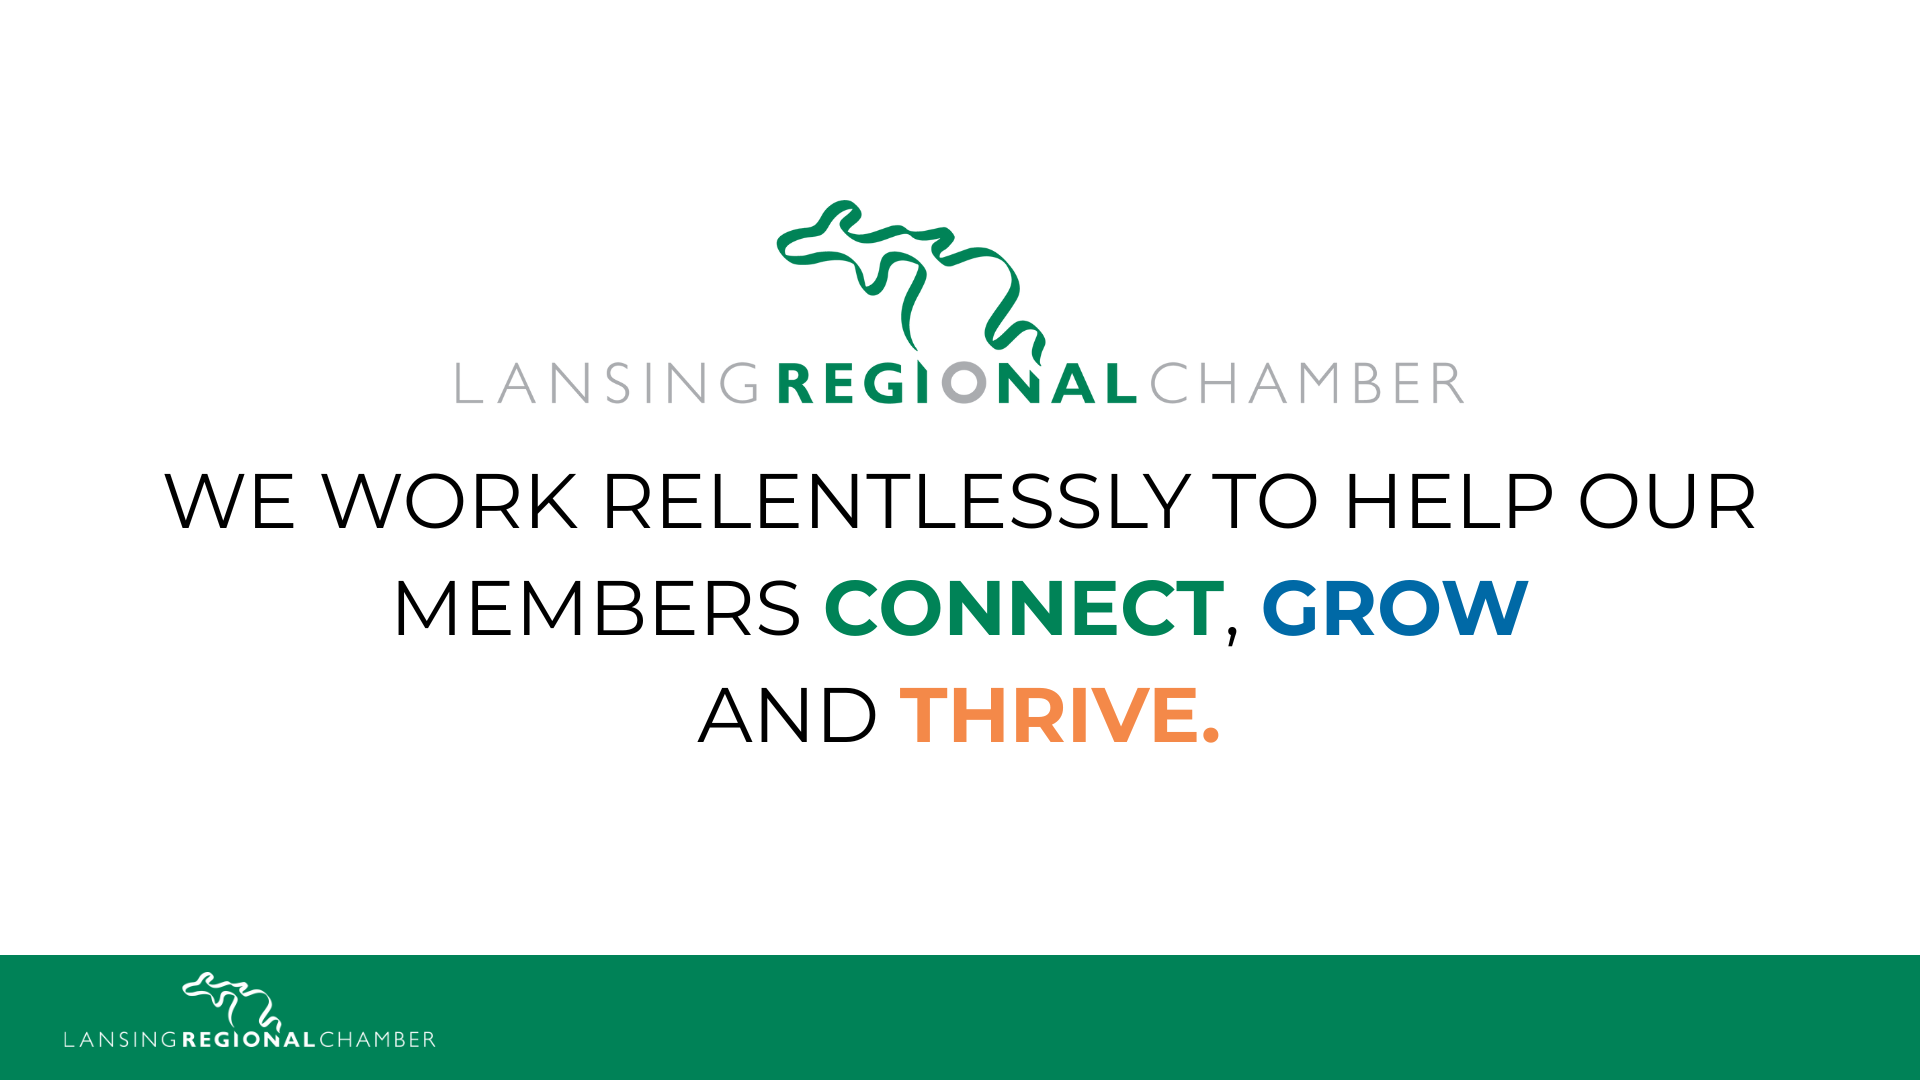 LANSING REGIONAL CHAMBER
WE WORK RELENTLESSLY TO HELP OUR
MEMBERS CONNECT, GROW
AND THRIVE.
LANSING REGIONAL CHAMBER